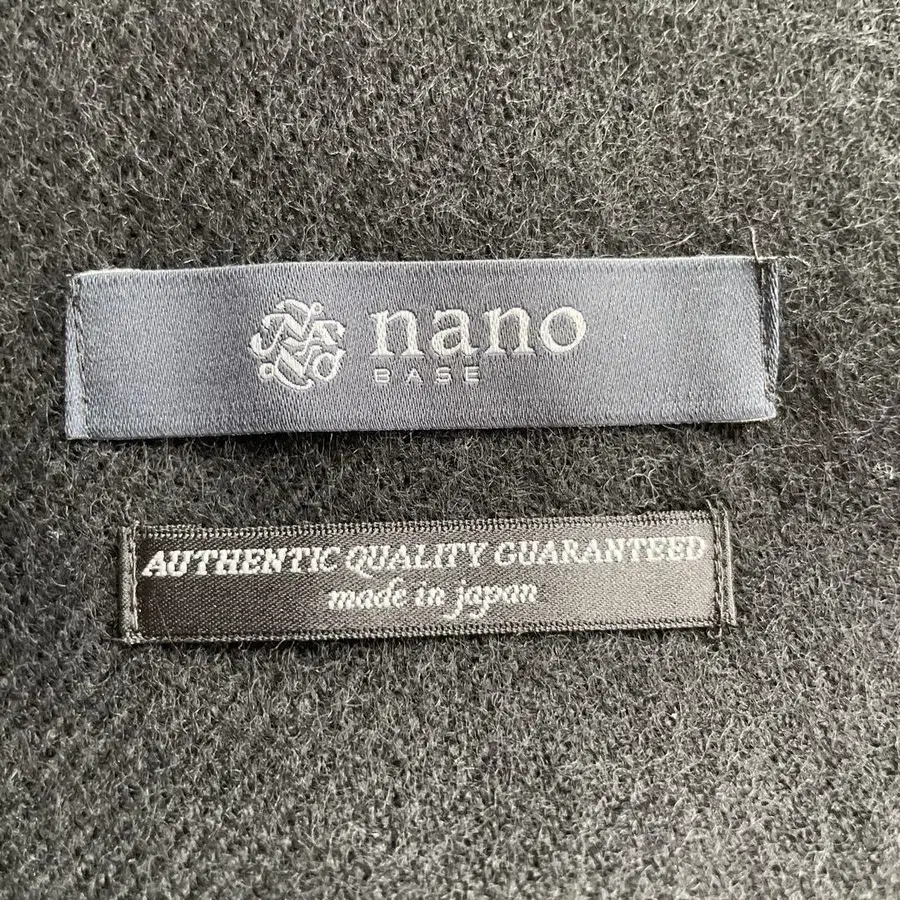 nano
BASE
AUTHENTIC QUALITY GUARANTEED
made in japan